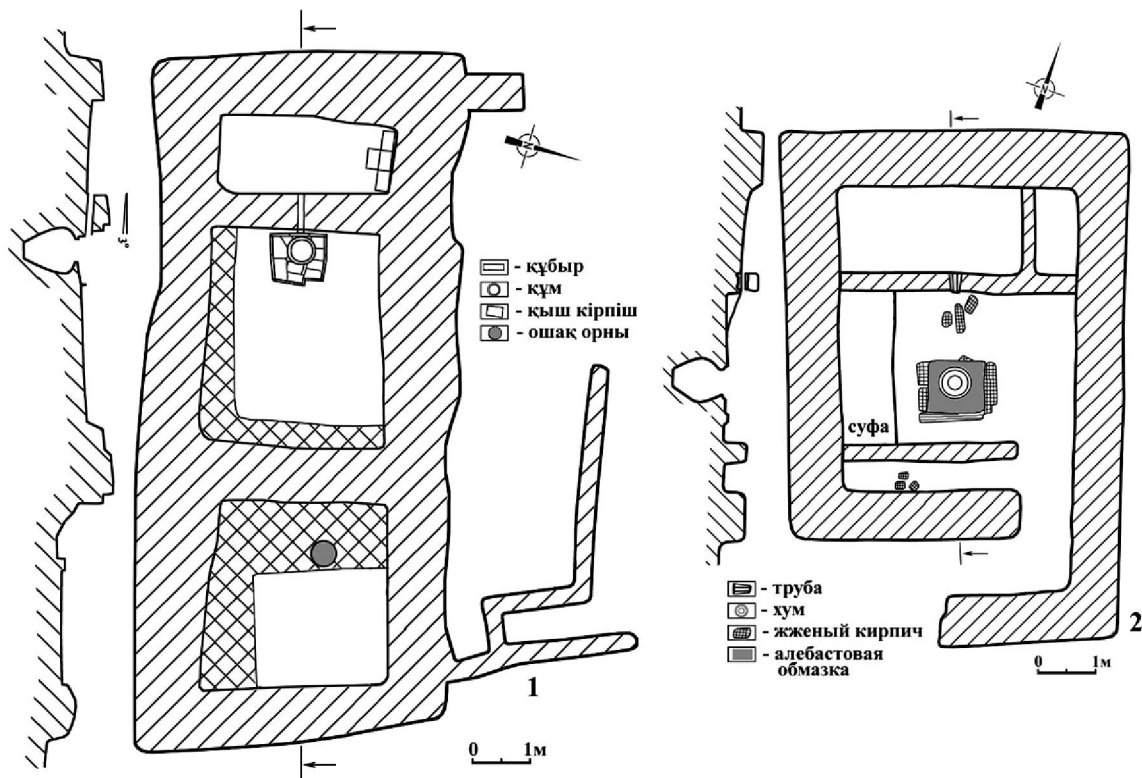 N
3°
- құбыр
- құм
- қыш кірпіш
- ошақ орны
1
0 1м
N
суфа
- труба
- хум
- жженый кирпич
- алебастовая
обмазка
2
0 1м